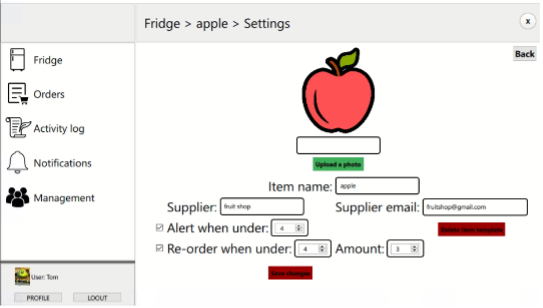 Fridge > apple > Settings
x
Back
Fridge
Orders
Activity log
Notifications
Management
Upload a photo
Item name: apple
Supplier: fruit shop
Supplier email: fruitshop@gmail.com
Alert when under: 4
Delete item template
Re-order when under: 4 Amount: 3
Save changes
User: Tom
PROFILE
LOOUT